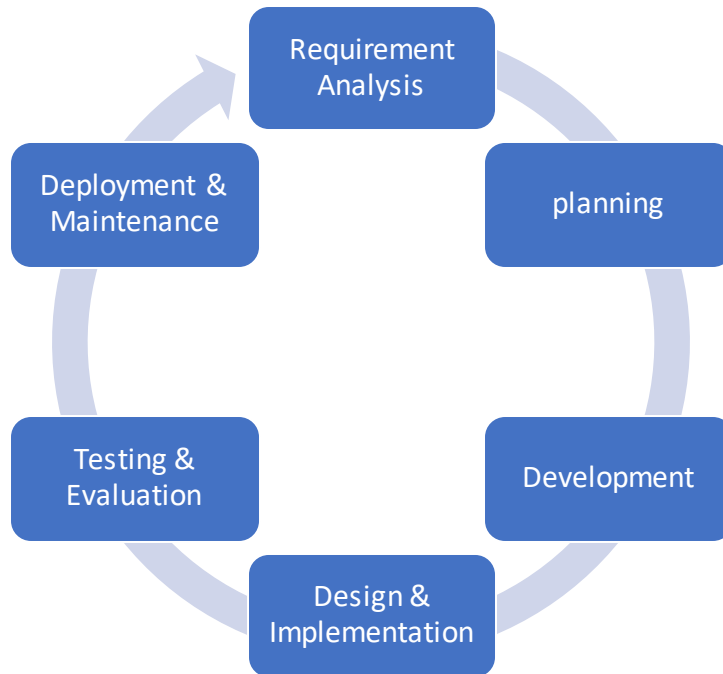 Requirement
Analysis
planning
Development
Design &
Implementation
Testing &
Evaluation
Deployment &
Maintenance